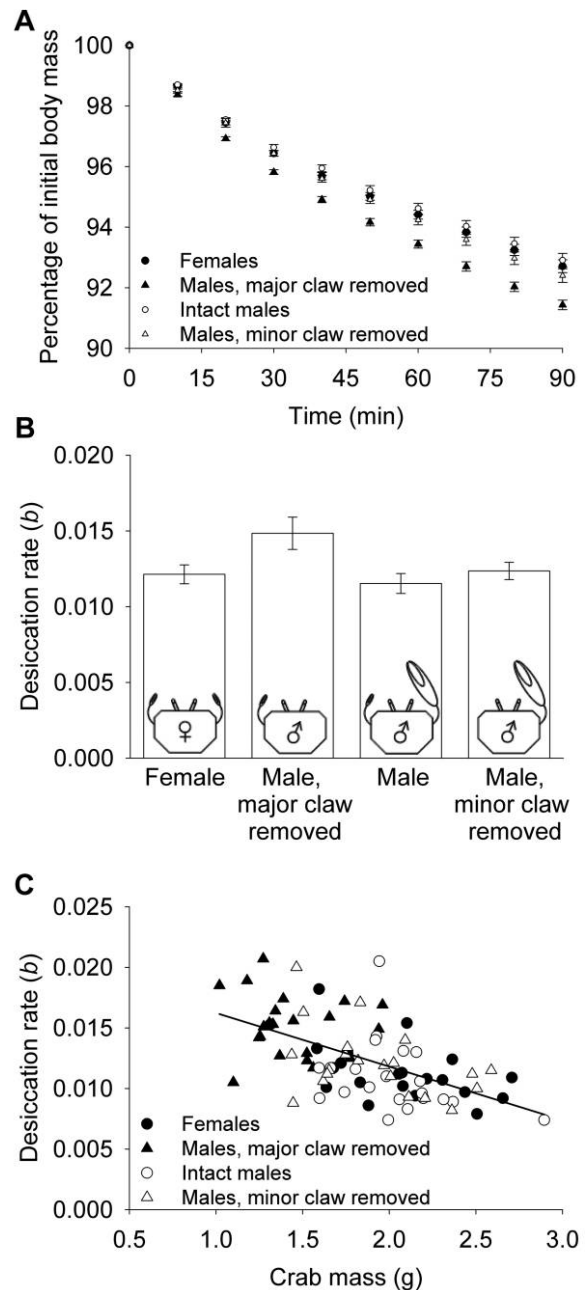 A
Percentage of initial body mass
100
98
96
94
92
90
Females
Males, major claw removed
Intact males
Males, minor claw removed
0 15 30 45 60 75 90
Time (min)
B
Desiccation rate (b)
0.020
0.015
0.010
0.005
0.000
♀ ♂ ♂ ♂
Female Male, major claw removed Male Male, minor claw removed
C
Desiccation rate (b)
0.025
0.020
0.015
0.010
0.005
0.000
Females
Males, major claw removed
Intact males
Males, minor claw removed
0.5 1.0 1.5 2.0 2.5 3.0
Crab mass (g)